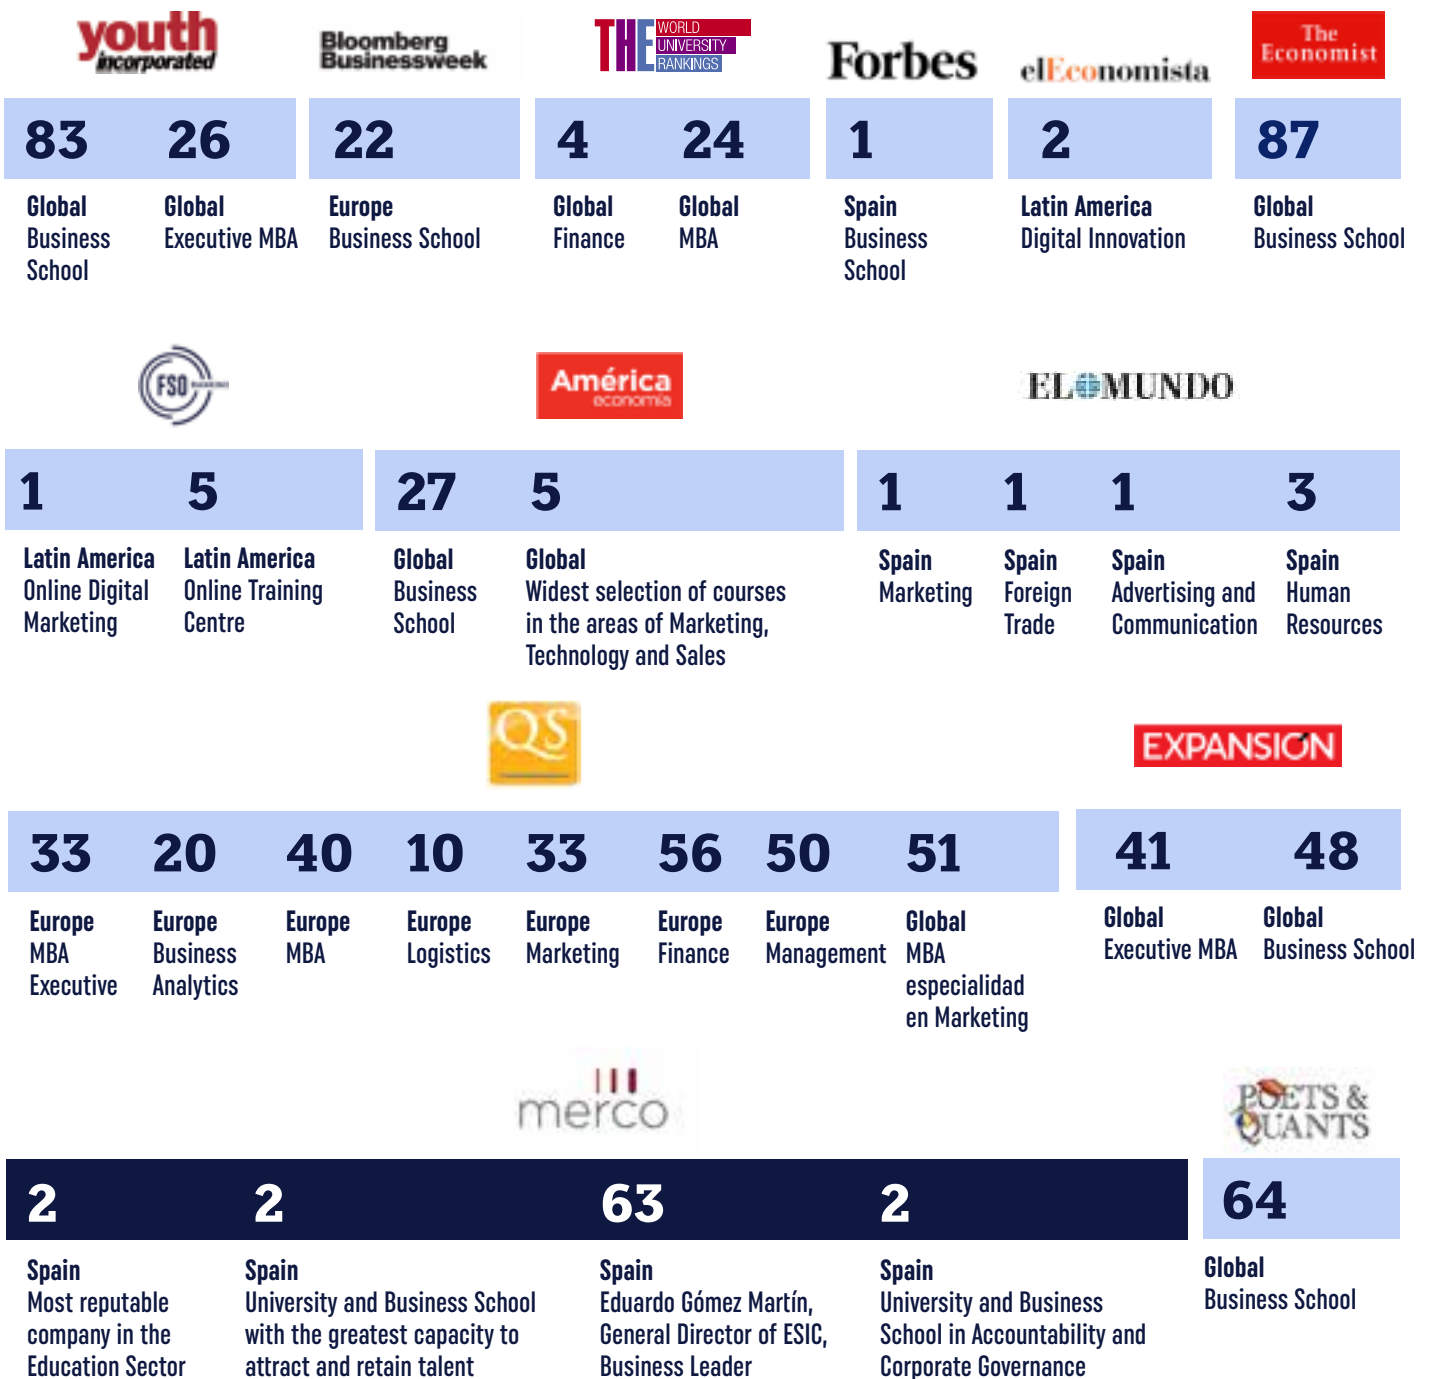 youth
incorporated
83
Global
Business
School
26
Global
Executive MBA
Bloomberg
Businessweek
22
Europe
Business School
THE WORLD
UNIVERSITY
RANKINGS
4
Global
Finance
24
Global
MBA
Forbes
1
Spain
Business
School
elEconomista
2
Latin America
Digital Innovation
The
Economist
87
Global
Business School
FSO
1
Latin America
Online Digital
Marketing
5
Latin America
Online Training
Centre
América
economía
27
Global
Business
School
5
Global
Widest selection of courses
in the areas of Marketing,
Technology and Sales
EL MUNDO
1
Spain
Marketing
1
Spain
Foreign
Trade
1
Spain
Advertising and
Communication
3
Spain
Human
Resources
QS
33
Europe
MBA
Executive
20
Europe
Business
Analytics
40
Europe
MBA
10
Europe
Logistics
33
Europe
Marketing
56
Europe
Finance
50
Europe
Management
51
Global
MBA
especialidad
en Marketing
EXPANSIÓN
41
Global
Executive MBA
48
Global
Business School
merco
2
Spain
Most reputable
company in the
Education Sector
2
Spain
University and Business School
with the greatest capacity to
attract and retain talent
63
Spain
Eduardo Gómez Martín,
General Director of ESIC,
Business Leader
2
Spain
University and Business
School in Accountability and
Corporate Governance
POETS &
QUANTS
64
Global
Business School